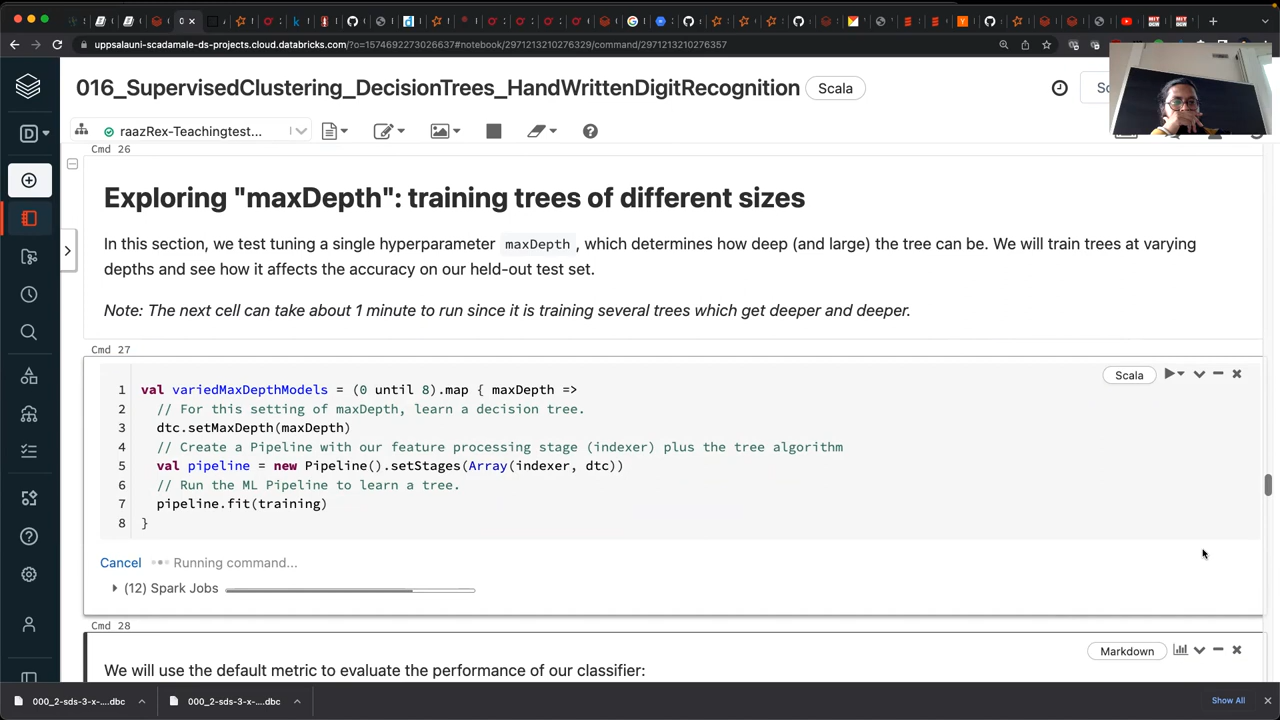 uppsalauni-scadamale-ds-projects.cloud.databricks.com/?o=1574692273026637#notebook/2971213210276329/command/2971213210276357
016_SupervisedClustering_DecisionTrees_HandWrittenDigitRecognition
Scala
raazRex-Teachingtest...
Cmd 26
Exploring "maxDepth": training trees of different sizes
In this section, we test tuning a single hyperparameter maxDepth, which determines how deep (and large) the tree can be. We will train trees at varying
depths and see how it affects the accuracy on our held-out test set.
Note: The next cell can take about 1 minute to run since it is training several trees which get deeper and deeper.
Cmd 27
Scala
1 val variedMaxDepthModels = (0 until 8).map { maxDepth =>
2 // For this setting of maxDepth, learn a decision tree.
3 dtc.setMaxDepth(maxDepth)
4 // Create a Pipeline with our feature processing stage (indexer) plus the tree algorithm
5 val pipeline = new Pipeline().setStages(Array(indexer, dtc))
6 // Run the ML Pipeline to learn a tree.
7 pipeline.fit(training)
8 }
Cancel Running command...
(12) Spark Jobs
Cmd 28
Markdown
We will use the default metric to evaluate the performance of our classifier:
000_2-sds-3-x-....dbc
000_2-sds-3-x-....dbc
Show All